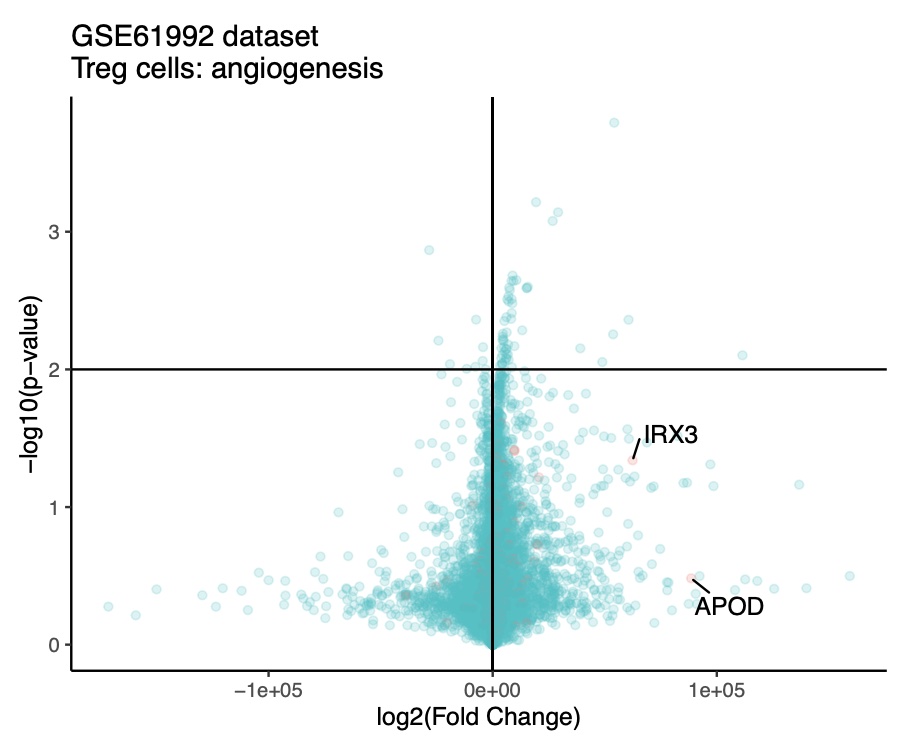 GSE61992 dataset
Treg cells: angiogenesis
−log10(p−value)
3
2
1
0
IRX3
APOD
−1e+05
0e+00
1e+05
log2(Fold Change)